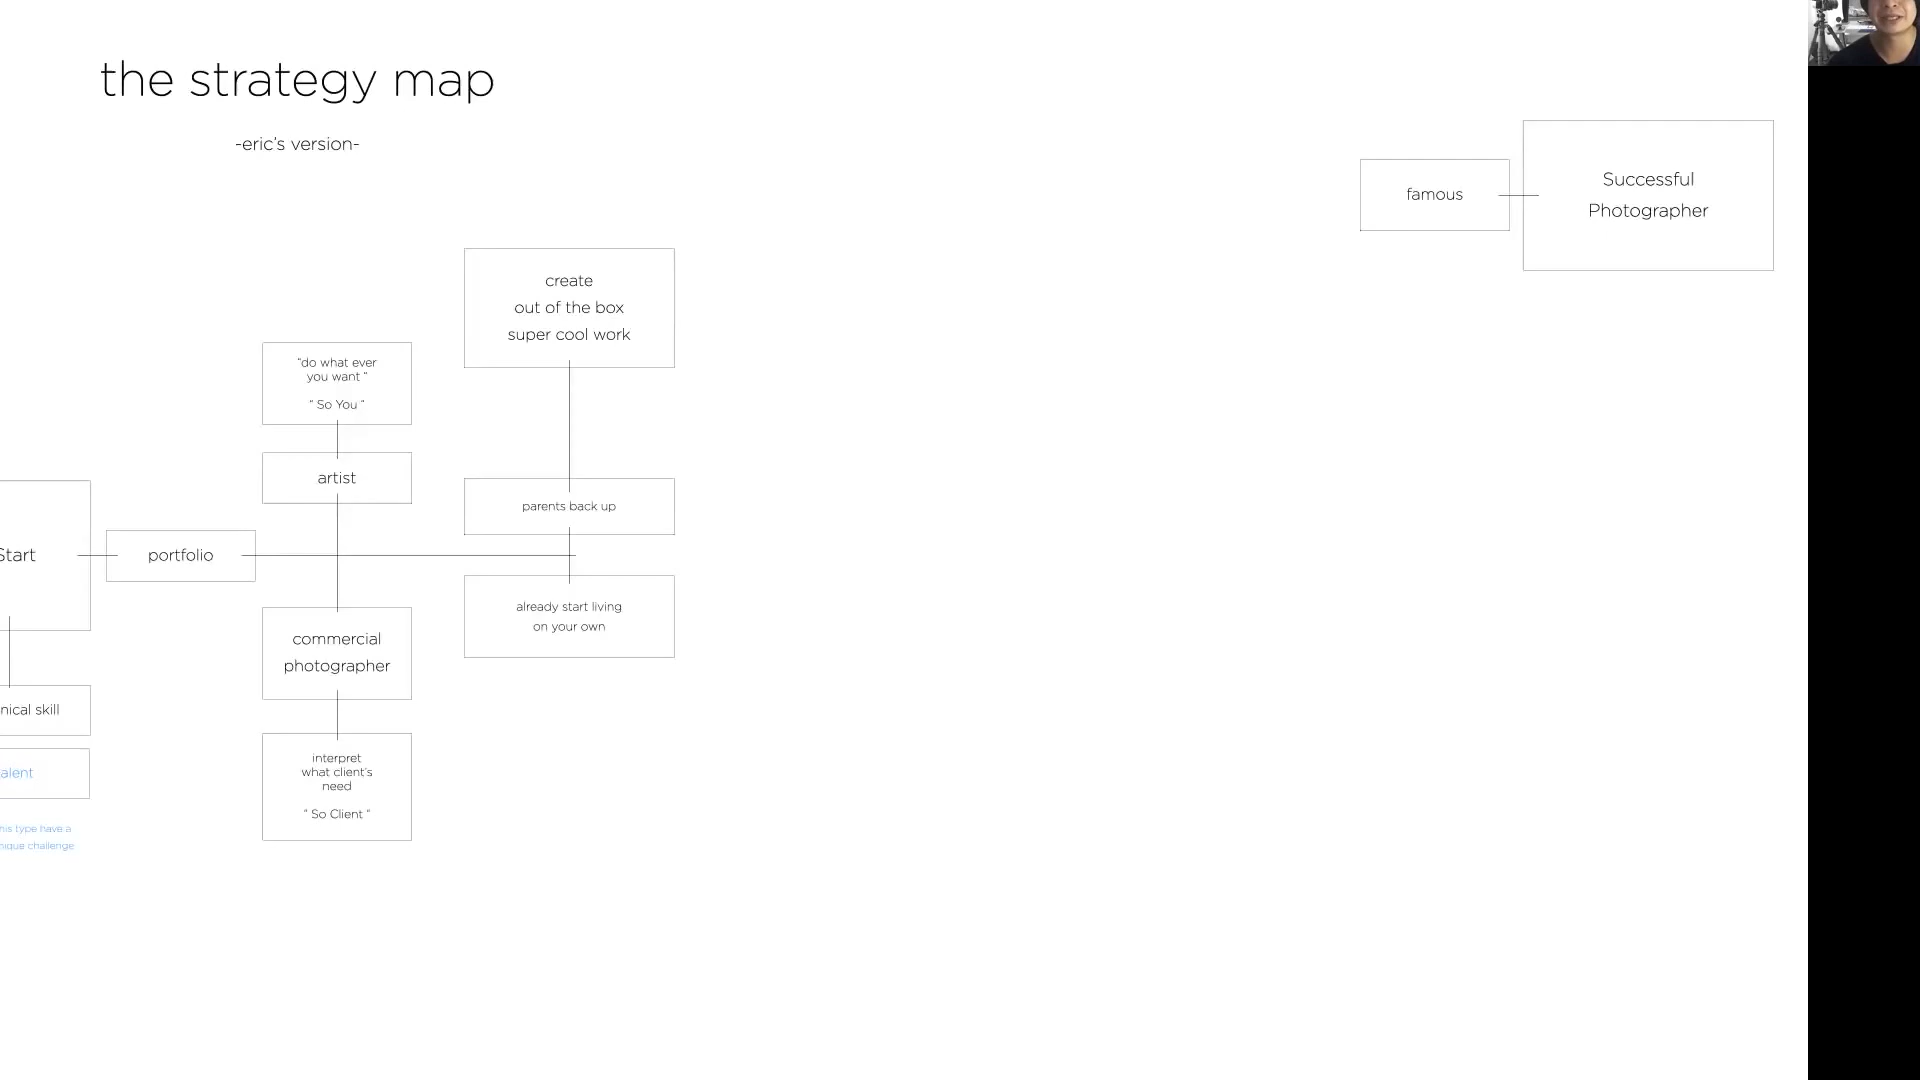 the strategy map
-eric's version-
famous
Successful
Photographer
create
out of the box
super cool work
"do what ever
you want "
" So You "
artist
parents back up
Start
portfolio
already start living
on your own
commercial
photographer
nical skill
interpret
what client's
need
" So Client "
alent
his type have a
nique challenge